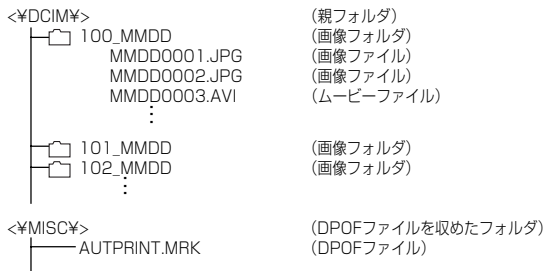 <¥DCIM¥> （親フォルダ）
100_MMDD （画像フォルダ）
MMDD0001.JPG （画像ファイル）
MMDD0002.JPG （画像ファイル）
MMDD0003.AVI （ムービーファイル）
⋮
101_MMDD （画像フォルダ）
102_MMDD （画像フォルダ）
⋮
<¥MISC¥> （DPOFファイルを収めたフォルダ）
AUTPRINT.MRK （DPOFファイル）